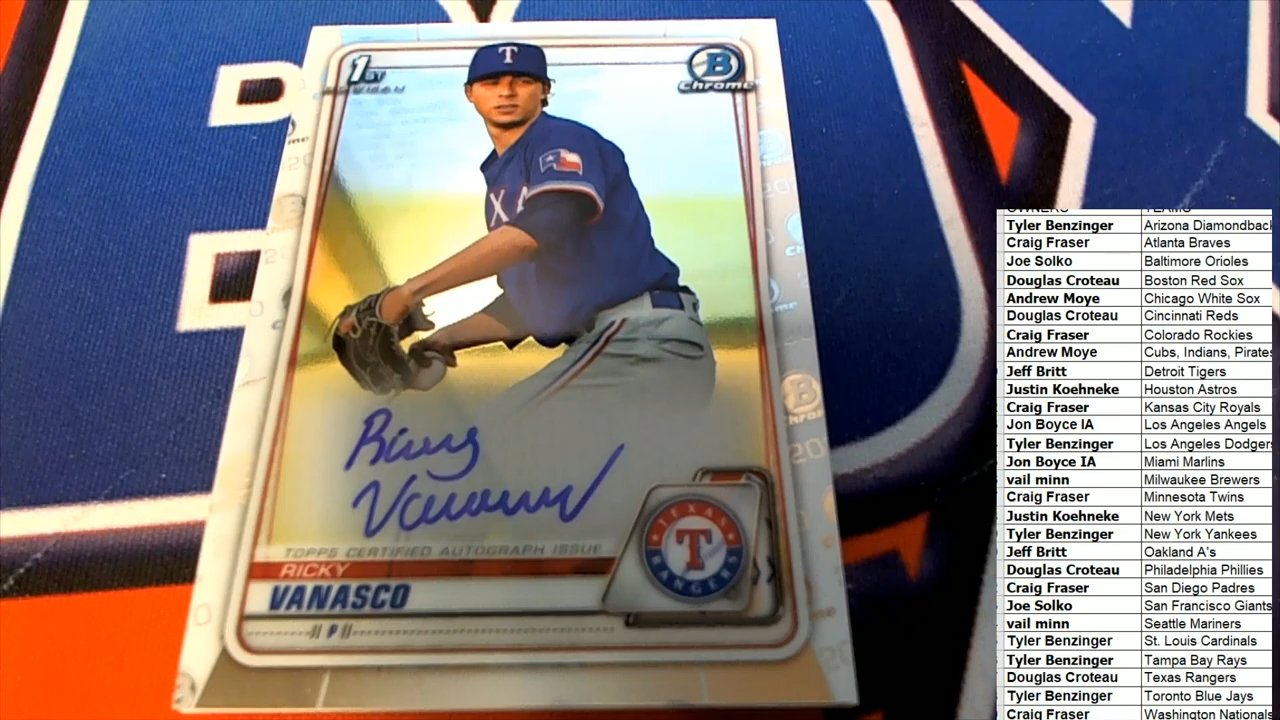 1ST
BOWMAN
B
Chrome
T
TEXA
Ricky
Vanasco
TOPPS CERTIFIED AUTOGRAPH ISSUE
RICKY
VANASCO
P
TEXAS
T
RANGERS
OWNERS TEAMS
Tyler Benzinger Arizona Diamondback
Craig Fraser Atlanta Braves
Joe Solko Baltimore Orioles
Douglas Croteau Boston Red Sox
Andrew Moye Chicago White Sox
Douglas Croteau Cincinnati Reds
Craig Fraser Colorado Rockies
Andrew Moye Cubs, Indians, Pirates
Jeff Britt Detroit Tigers
Justin Koehneke Houston Astros
Craig Fraser Kansas City Royals
Jon Boyce IA Los Angeles Angels
Tyler Benzinger Los Angeles Dodgers
Jon Boyce IA Miami Marlins
vail minn Milwaukee Brewers
Craig Fraser Minnesota Twins
Justin Koehneke New York Mets
Tyler Benzinger New York Yankees
Jeff Britt Oakland A's
Douglas Croteau Philadelphia Phillies
Craig Fraser San Diego Padres
Joe Solko San Francisco Giants
vail minn Seattle Mariners
Tyler Benzinger St. Louis Cardinals
Tyler Benzinger Tampa Bay Rays
Douglas Croteau Texas Rangers
Tyler Benzinger Toronto Blue Jays
Craig Fraser Washington Nationals